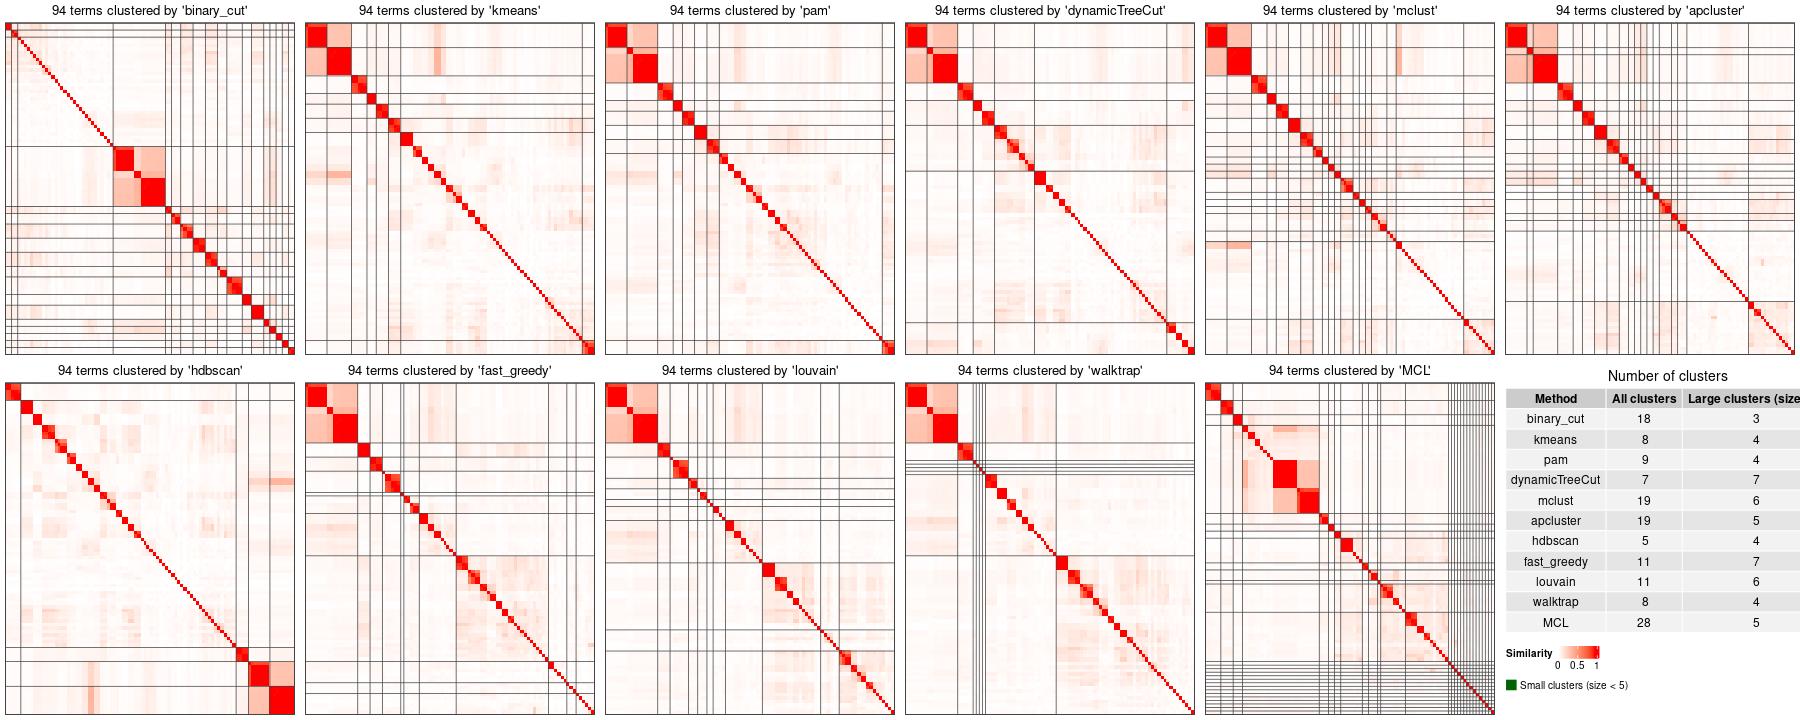 94 terms clustered by 'binary_cut'
94 terms clustered by 'kmeans'
94 terms clustered by 'pam'
94 terms clustered by 'dynamicTreeCut'
94 terms clustered by 'mclust'
94 terms clustered by 'apcluster'
94 terms clustered by 'hdbscan'
94 terms clustered by 'fast_greedy'
94 terms clustered by 'louvain'
94 terms clustered by 'walktrap'
94 terms clustered by 'MCL'
Number of clusters
Method All clusters Large clusters (size
binary_cut 18 3
kmeans 8 4
pam 9 4
dynamicTreeCut 7 7
mclust 19 6
apcluster 19 5
hdbscan 5 4
fast_greedy 11 7
louvain 11 6
walktrap 8 4
MCL 28 5
Similarity
0 0.5 1
Small clusters (size < 5)